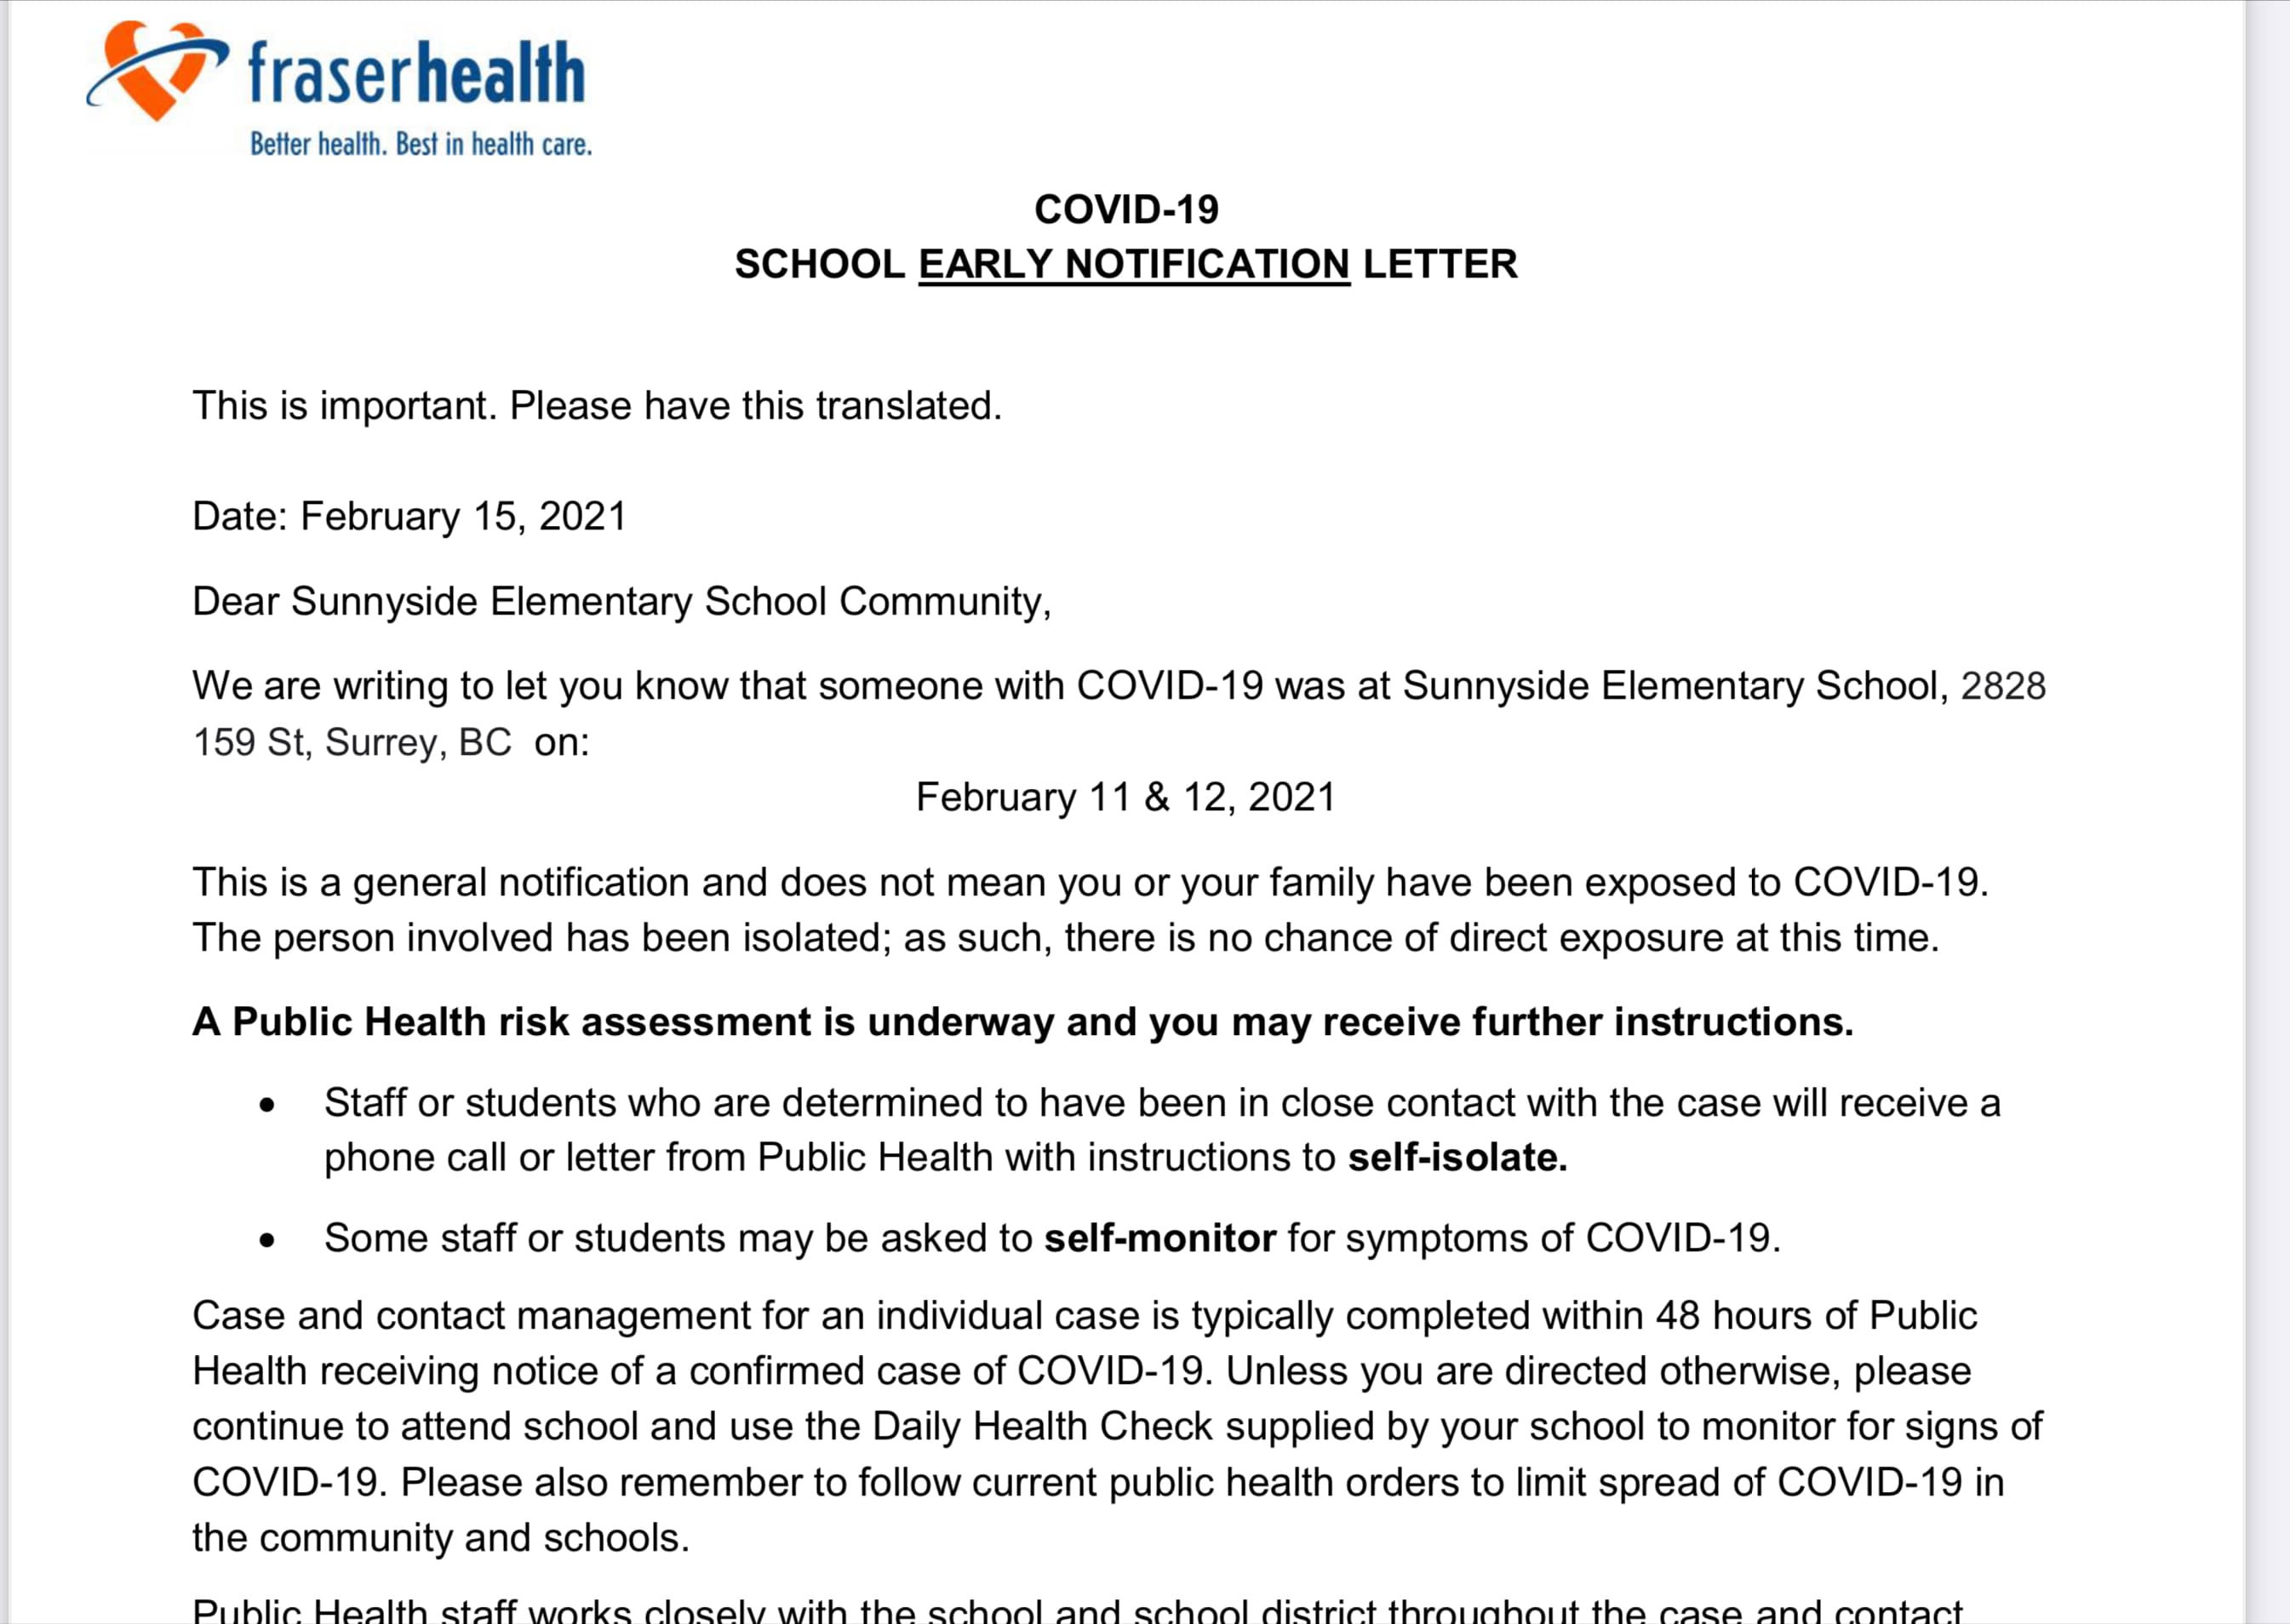 fraserhealth
Better health. Best in health care.
COVID-19
SCHOOL EARLY NOTIFICATION LETTER
This is important. Please have this translated.
Date: February 15, 2021
Dear Sunnyside Elementary School Community,
We are writing to let you know that someone with COVID-19 was at Sunnyside Elementary School, 2828
159 St, Surrey, BC on:
February 11 & 12, 2021
This is a general notification and does not mean you or your family have been exposed to COVID-19.
The person involved has been isolated; as such, there is no chance of direct exposure at this time.
A Public Health risk assessment is underway and you may receive further instructions.
• Staff or students who are determined to have been in close contact with the case will receive a
phone call or letter from Public Health with instructions to self-isolate.
• Some staff or students may be asked to self-monitor for symptoms of COVID-19.
Case and contact management for an individual case is typically completed within 48 hours of Public
Health receiving notice of a confirmed case of COVID-19. Unless you are directed otherwise, please
continue to attend school and use the Daily Health Check supplied by your school to monitor for signs of
COVID-19. Please also remember to follow current public health orders to limit spread of COVID-19 in
the community and schools.
Public Health staff works closely with the school and school district throughout the case and contact